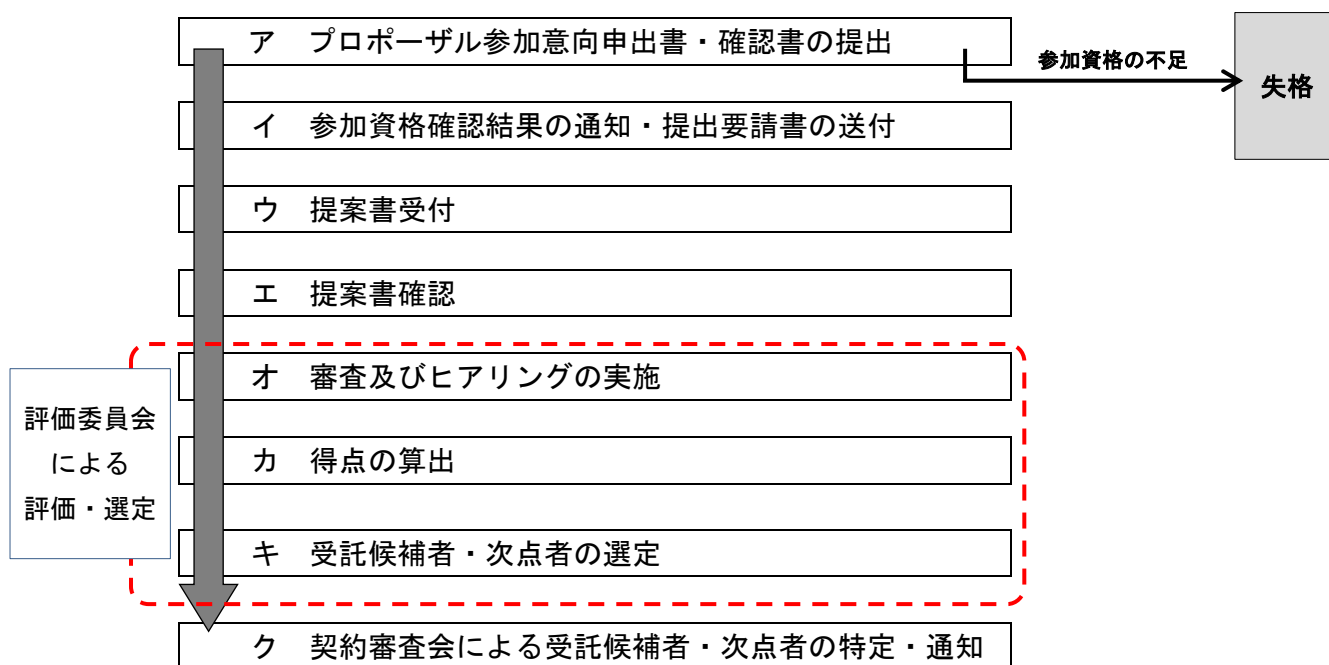 ア プロポーザル参加意向申出書・確認書の提出
参加資格の不足
失格
イ 参加資格確認結果の通知・提出要請書の送付
ウ 提案書受付
エ 提案書確認
評価委員会
による
評価・選定
オ 審査及びヒアリングの実施
カ 得点の算出
キ 受託候補者・次点者の選定
ク 契約審査会による受託候補者・次点者の特定・通知